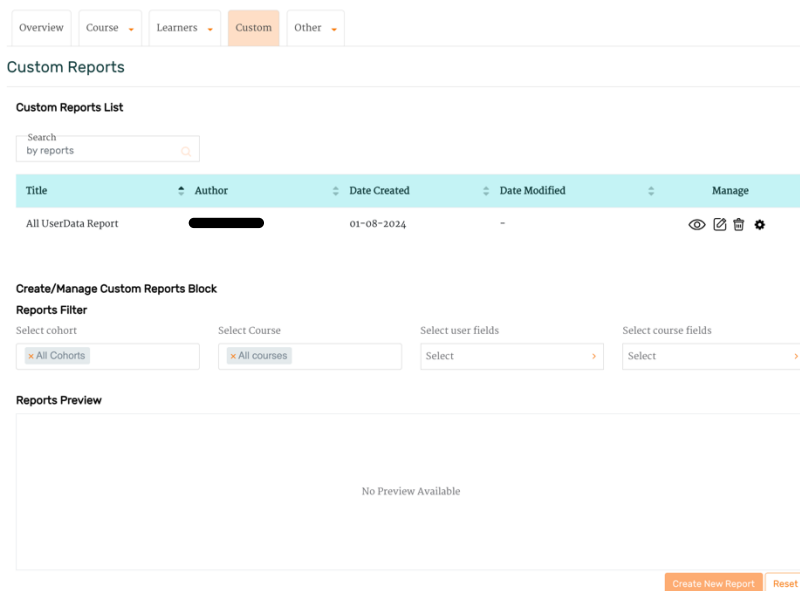 Overview Course Learners Custom Other
Custom Reports
Custom Reports List
Search
by reports
Title Author Date Created Date Modified Manage
All UserData Report 01-08-2024 -
Create/Manage Custom Reports Block
Reports Filter
Select cohort Select Course Select user fields Select course fields
× All Cohorts × All courses Select Select
Reports Preview
No Preview Available
Create New Report Reset